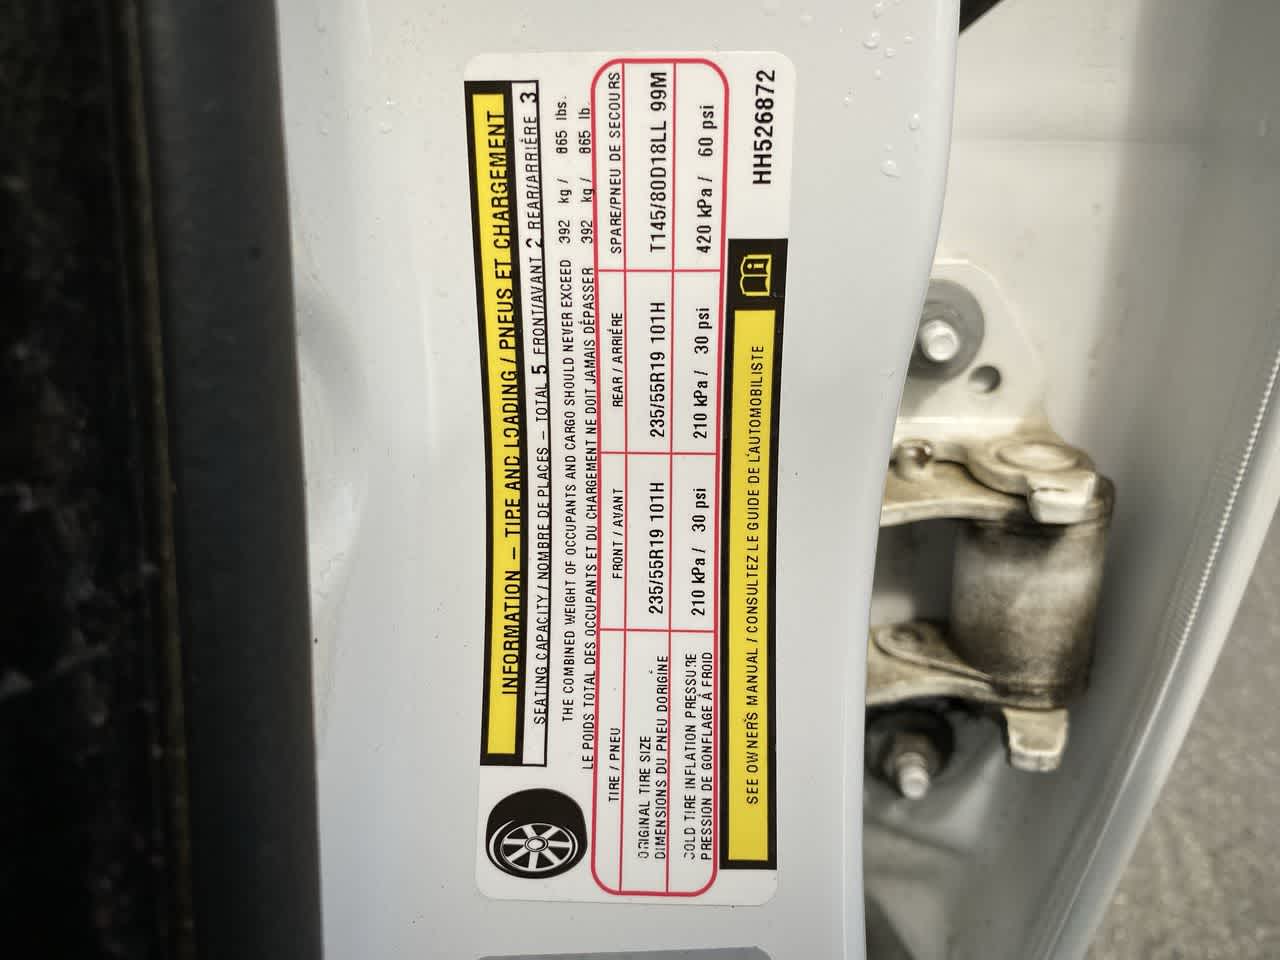 INFORMATION – TIRE AND LOADING / PNEUS ET CHARGEMENT
SEATING CAPACITY / NOMBRE DE PLACES – TOTAL 5 FRONT/AVANT 2 REAR/ARRIÈRE 3
THE COMBINED WEIGHT OF OCCUPANTS AND CARGO SHOULD NEVER EXCEED 392 kg / 865 lbs.
LE POIDS TOTAL DES OCCUPANTS ET DU CHARGEMENT NE DOIT JAMAIS DÉPASSER 392 kg / 865 lb.
TIRE / PNEU FRONT / AVANT REAR / ARRIÈRE SPARE/PNEU DE SECOURS
ORIGINAL TIRE SIZE
DIMENSIONS DU PNEU DORIGINE 235/55R19 101H 235/55R19 101H T145/80D18LL 99M
COLD TIRE INFLATION PRESSURE
PRESSION DE GONFLAGE À FROID 210 kPa / 30 psi 210 kPa / 30 psi 420 kPa / 60 psi
SEE OWNER'S MANUAL / CONSULTEZ LE GUIDE DE L'AUTOMOBILISTE
HH526872